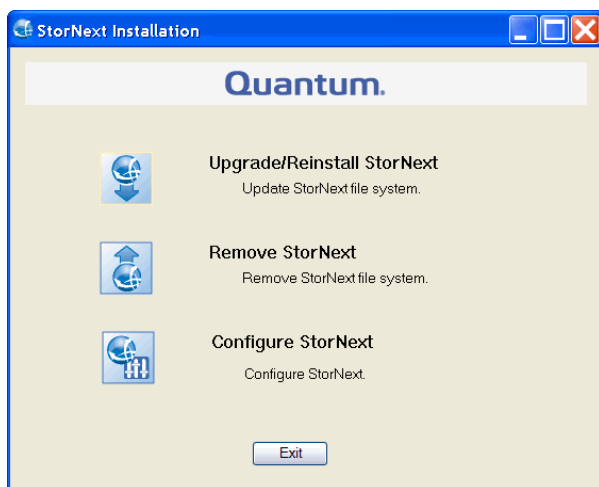 StorNext Installation
Quantum.
Upgrade/Reinstall StorNext
Update StorNext file system.
Remove StorNext
Remove StorNext file system.
Configure StorNext
Configure StorNext.
Exit